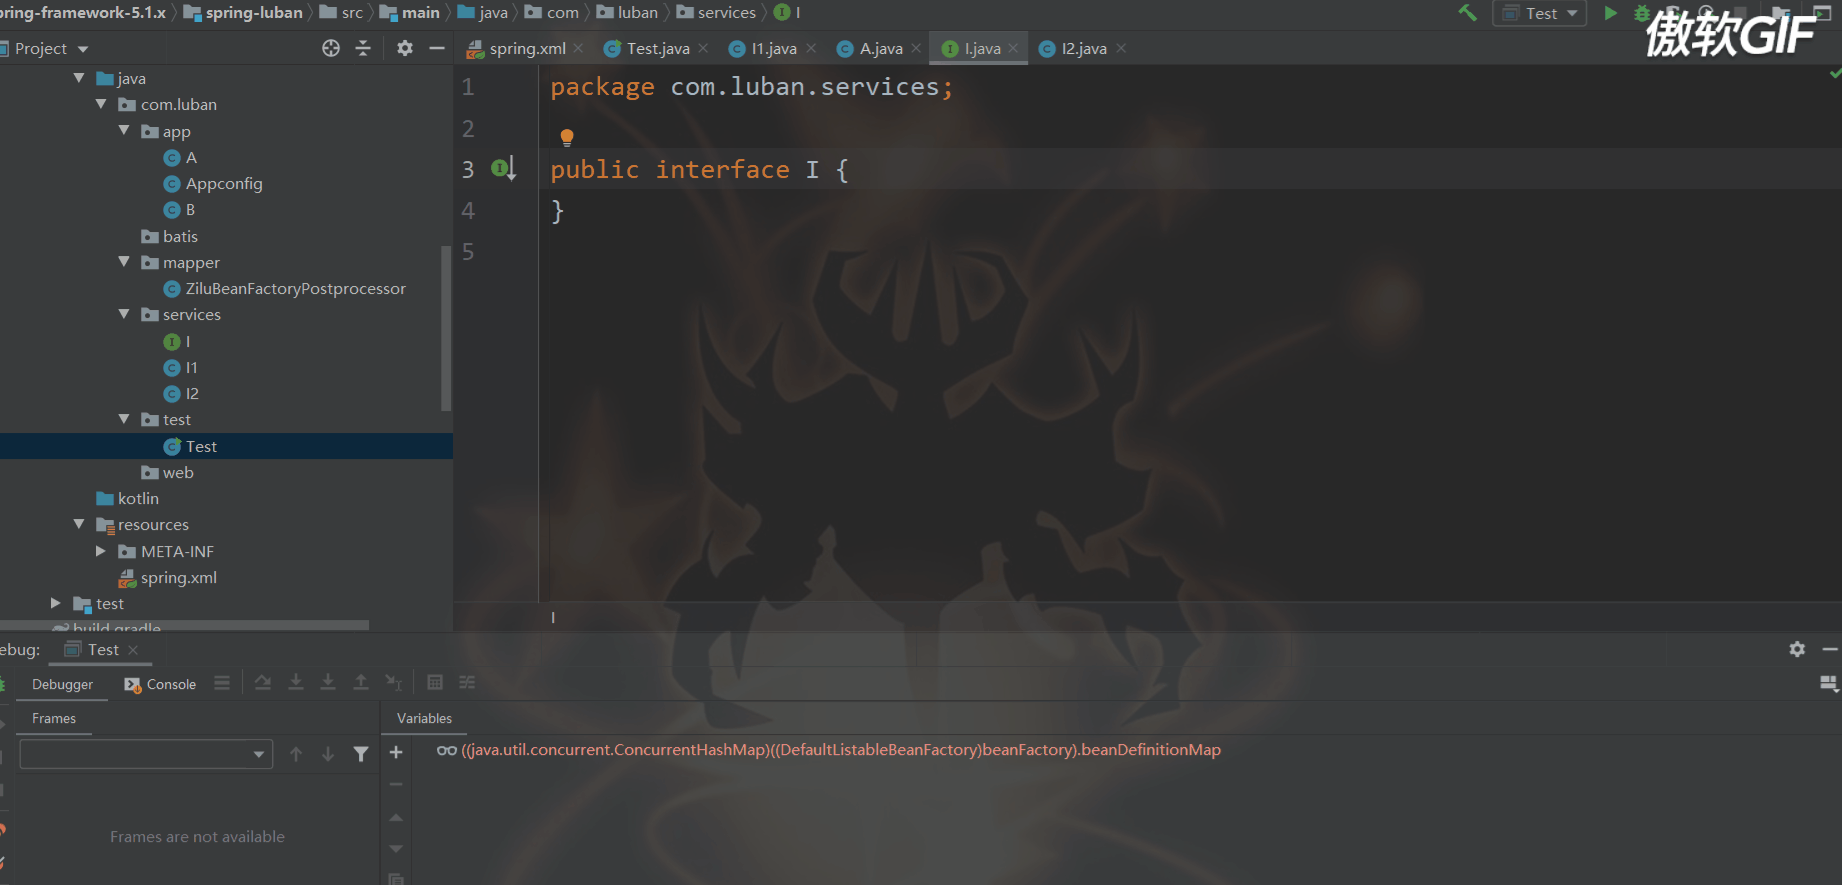 pring-framework-5.1.x spring-luban src main java com luban services I
Test
傲软GIF
Project
spring.xml Test.java I1.java A.java I.java I2.java
java
com.luban
app
A
Appconfig
B
batis
mapper
ZiluBeanFactoryPostprocessor
services
I
I1
I2
test
Test
web
kotlin
resources
META-INF
spring.xml
test
build.gradle
1 package com.luban.services;
2
3 public interface I {
4 }
5
I
ebug: Test
Debugger Console
Frames
Variables
((java.util.concurrent.ConcurrentHashMap)((DefaultListableBeanFactory)beanFactory).beanDefinitionMap
Frames are not available